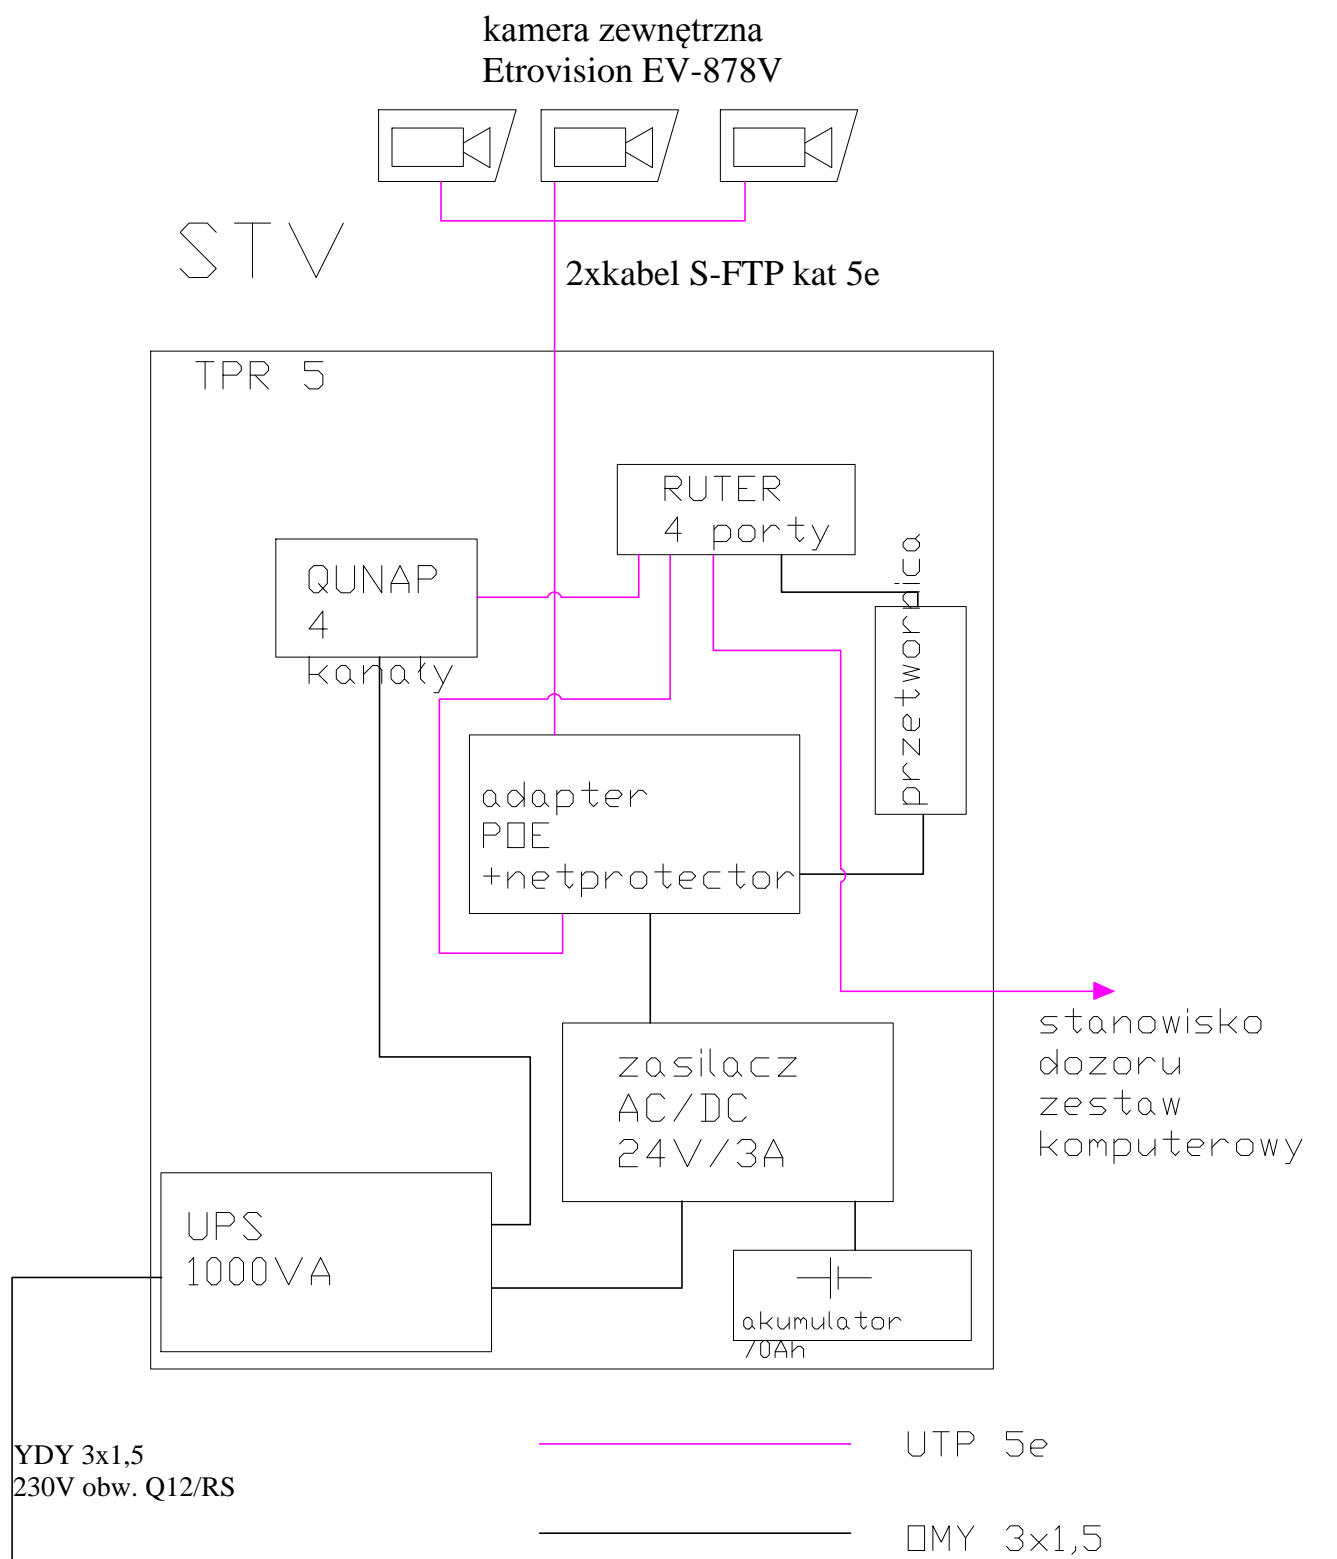 kamera zewnętrzna
Etrovision EV-878V
STV
2xkabel S-FTP kat 5e
TPR 5
RUTER
4 porty
QUNAP
4
kanały
przetwornica
adapter
POE
+netprotector
stanowisko
dozoru
zestaw
komputerowy
zasilacz
AC/DC
24V/3A
UPS
1000VA
akumulator
70Ah
YDY 3x1,5
230V obw. Q12/RS
UTP 5e
OMY 3x1,5